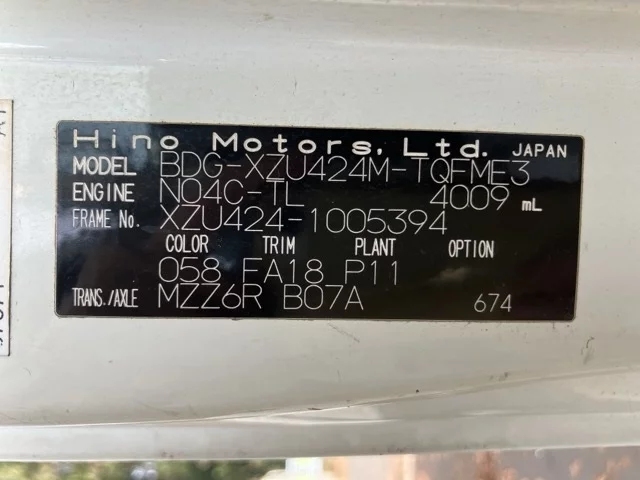 Hino Motors, Ltd. JAPAN
MODEL BDG-XZU424M-TQFME3
ENGINE N04C-TL 4009 mL
FRAME No. XZU424-1005394
COLOR TRIM PLANT OPTION
058 FA18 P11
TRANS./AXLE MZZ6R B07A 674